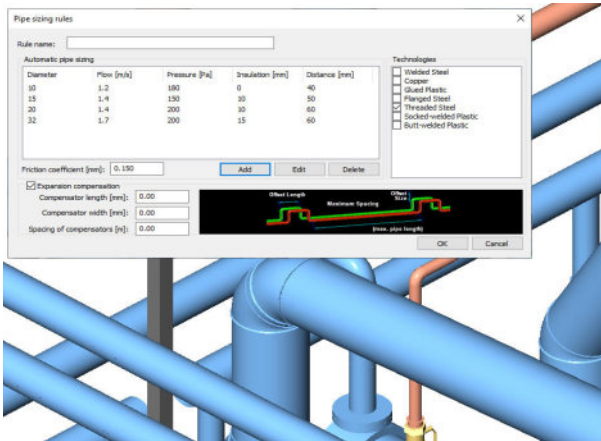 Pipe sizing rules
Rule name:
Automatic pipe sizing
Diameter Flow [m/s] Pressure [Pa] Insulation [mm] Distance [mm]
10 1.2 180 0 40
15 1.4 150 10 50
20 1.4 200 10 60
32 1.7 200 15 60
Friction coefficient [mm]: 0.150 Add Edit Delete
Technologies
Welded Steel
Copper
Glued Plastic
Flanged Steel
Threaded Steel
Socked-welded Plastic
Butt-welded Plastic
Expansion compensation
Compensator length [mm]: 0.00
Compensator width [mm]: 0.00
Spacing of compensators [m]: 0.00
Offset Length
Maximum Spacing
Offset Size
(max. pipe length)
OK Cancel